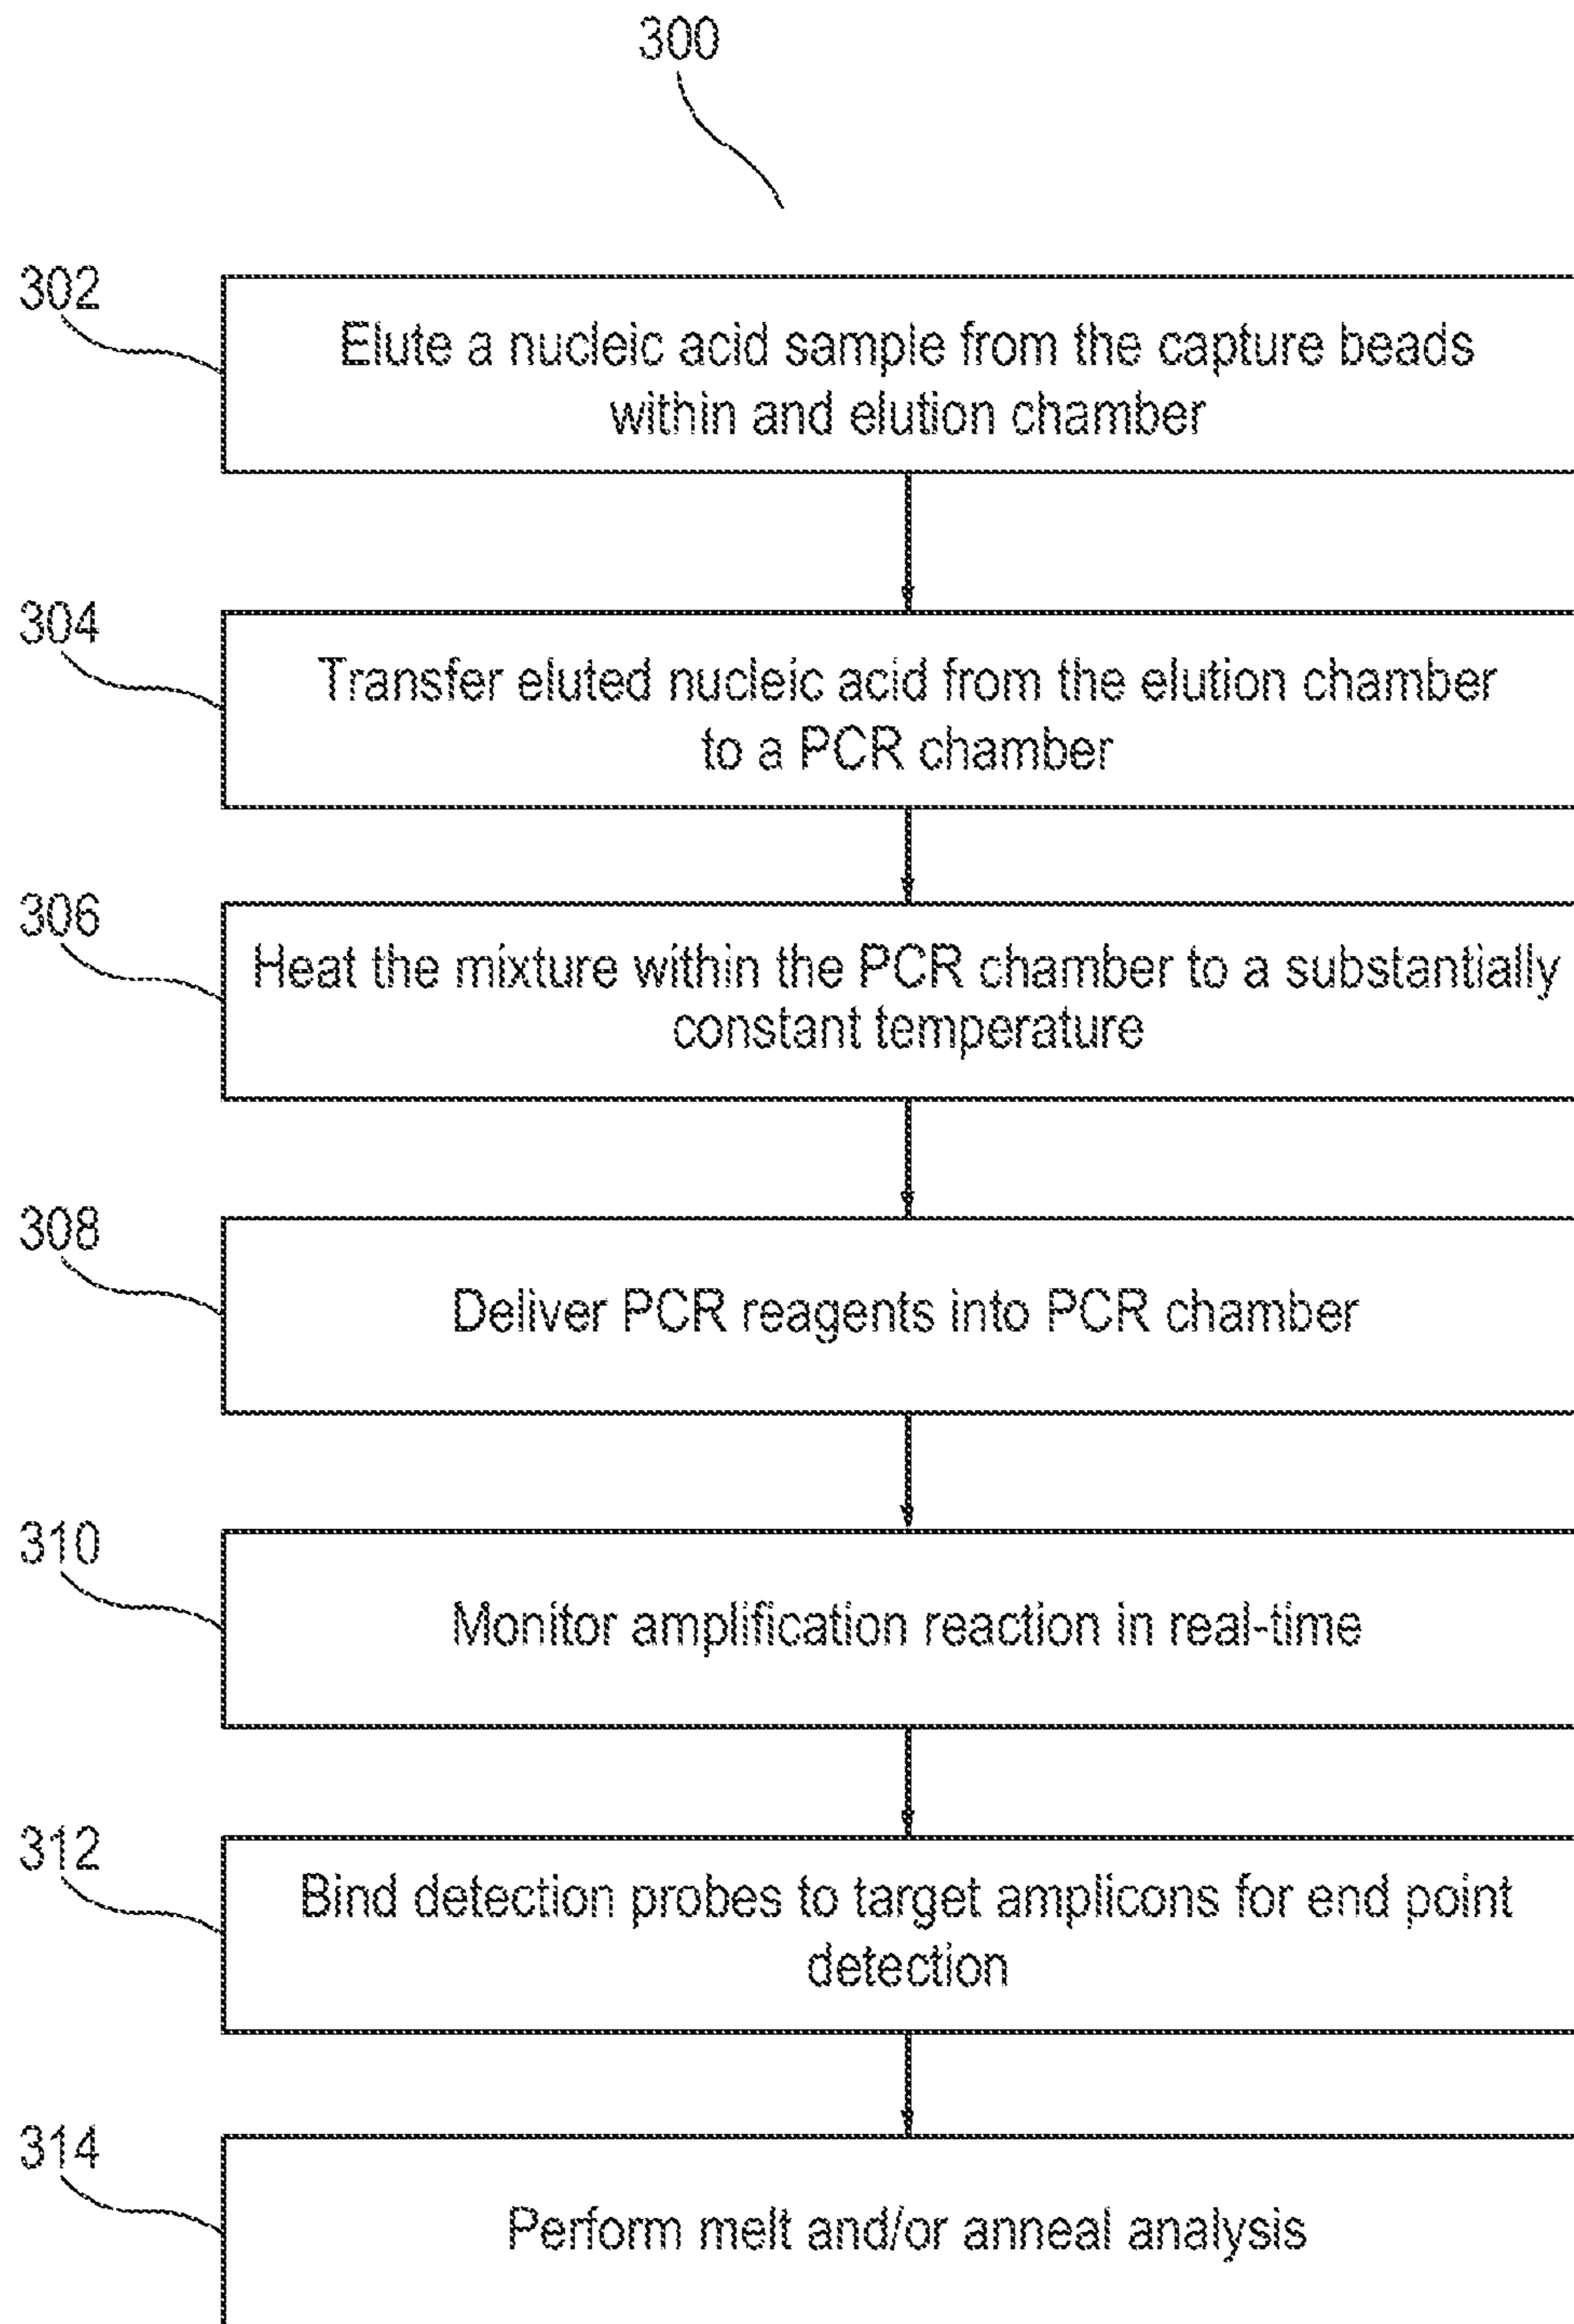 300
302
Elute a nucleic acid sample from the capture beads
within and elution chamber
304
Transfer eluted nucleic acid from the elution chamber
to a PCR chamber
306
Heat the mixture within the PCR chamber to a substantially
constant temperature
308
Deliver PCR reagents into PCR chamber
310
Monitor amplification reaction in real-time
312
Bind detection probes to target amplicons for end point
detection
314
Perform melt and/or anneal analysis